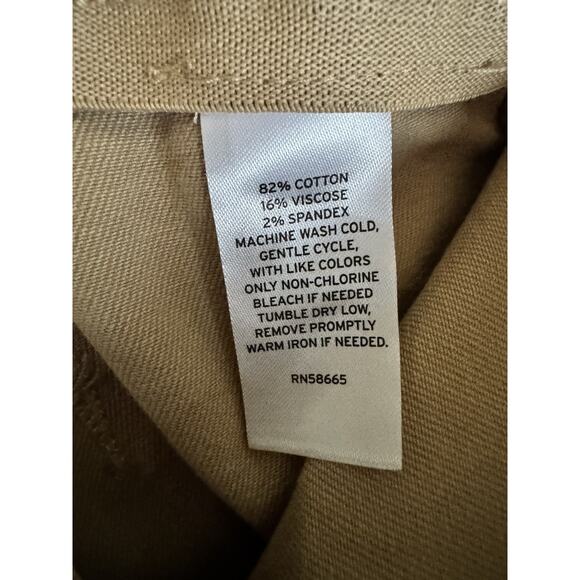 82% COTTON
16% VISCOSE
2% SPANDEX
MACHINE WASH COLD,
GENTLE CYCLE,
WITH LIKE COLORS
ONLY NON-CHLORINE
BLEACH IF NEEDED
TUMBLE DRY LOW,
REMOVE PROMPTLY
WARM IRON IF NEEDED.
RN58665